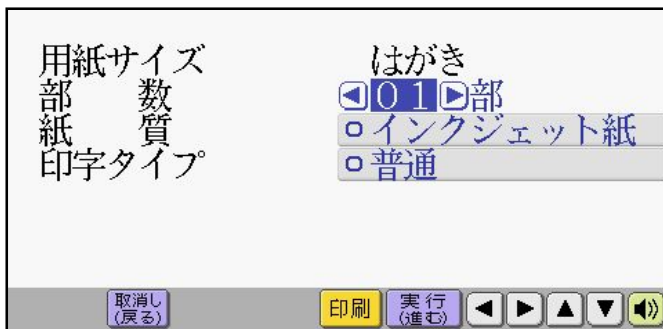 用紙サイズ　はがき
部　　数　01部
紙　　質　インクジェット紙
印字タイプ　普通
取消し
(戻る)
印刷
実行
(進む)